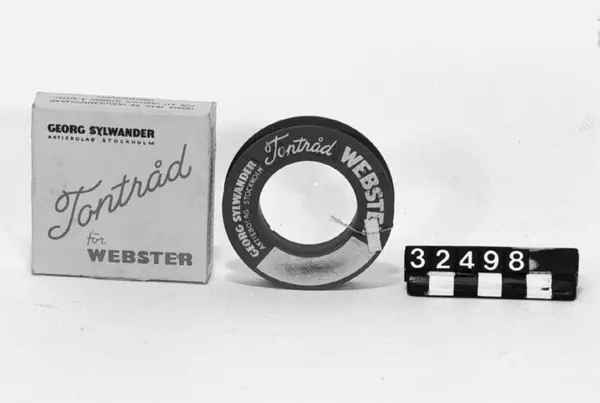 GEORG SYLWANDER
AKTIEBOLAG STOCKHOLM
Tontråd
för
WEBSTER
GEORG SYLWANDER
AKTIEBOLAG STOCKHOLM
Tontråd
WEBSTER
32498